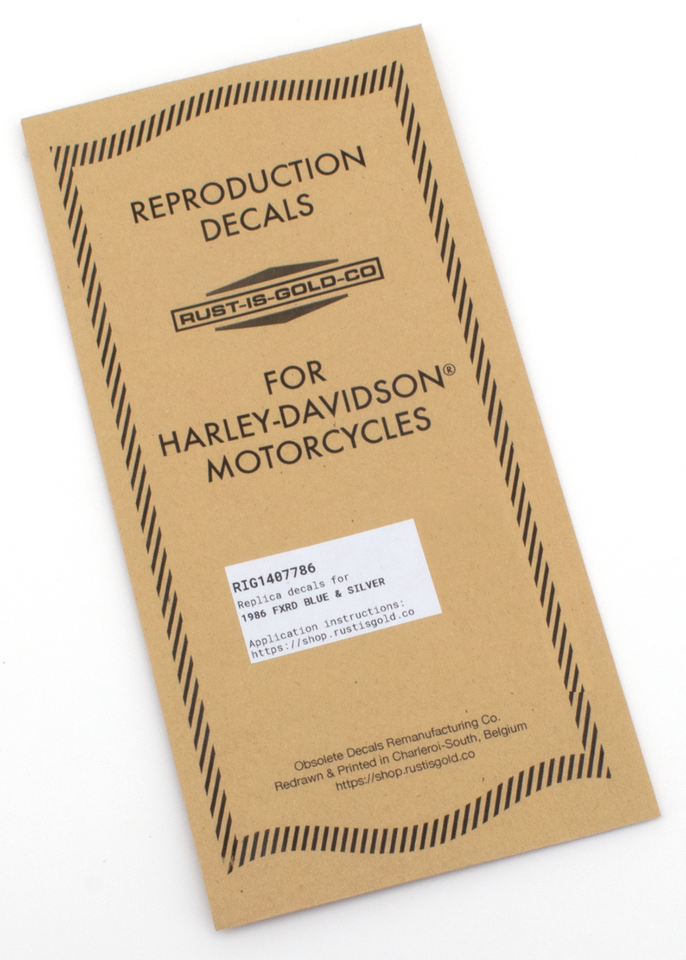 REPRODUCTION
DECALS
RUST-IS-GOLD-CO
FOR
HARLEY-DAVIDSON®
MOTORCYCLES
RIG1407786
Replica decals for
1986 FXRD BLUE & SILVER
Application instructions:
https://shop.rustisgold.co
Obsolete Decals Remanufacturing Co.
Redrawn & Printed in Charleroi-South, Belgium
https://shop.rustisgold.co